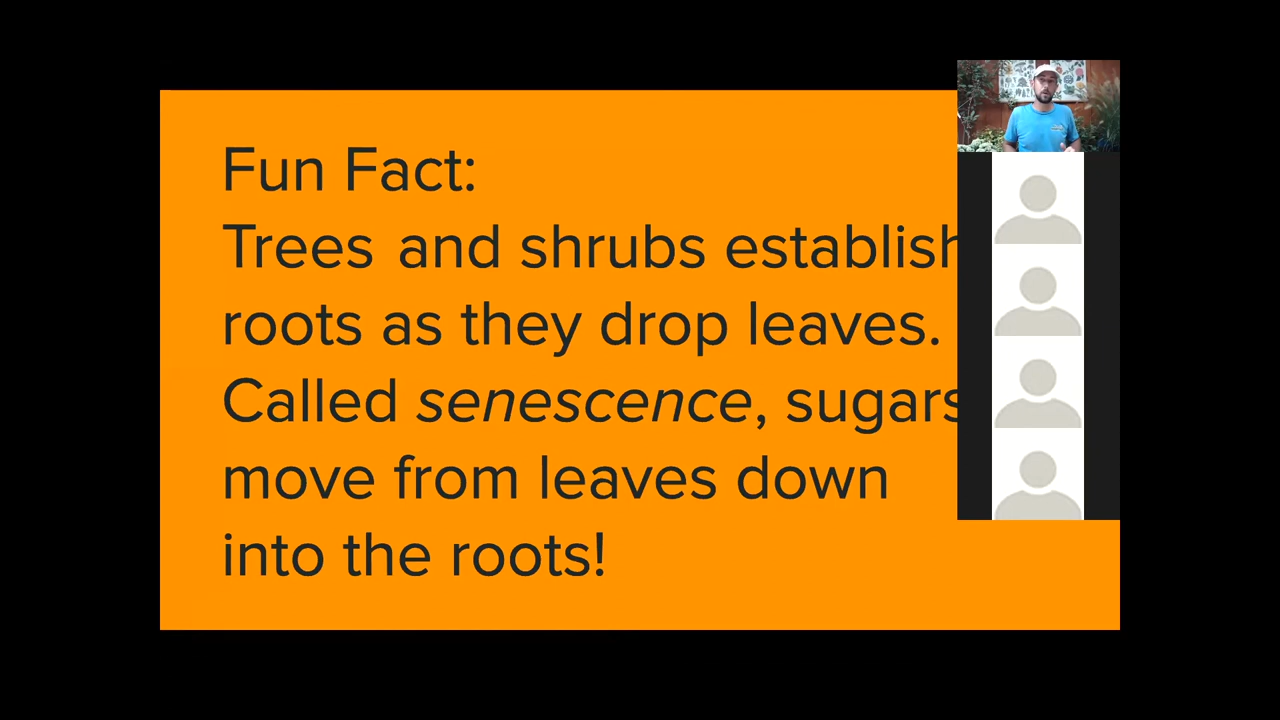 Fun Fact:
Trees and shrubs establish
roots as they drop leaves.
Called senescence, sugars
move from leaves down
into the roots!